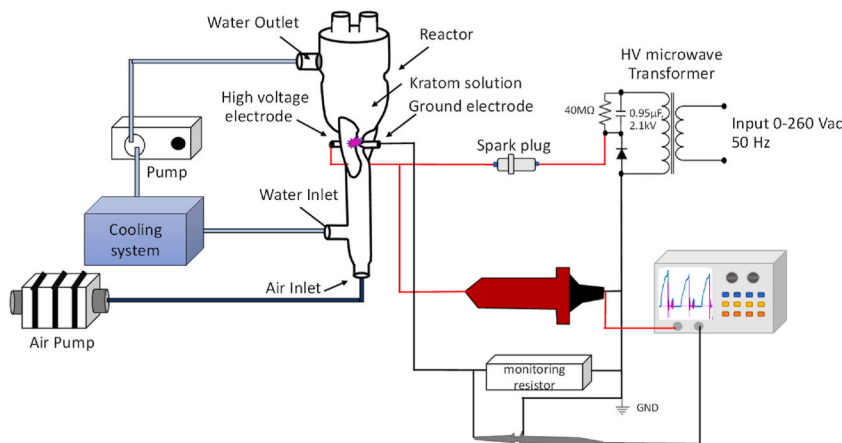 Water Outlet
Reactor
HV microwave
Transformer
Kratom solution
High voltage
electrode
Ground electrode
40MΩ
0.95μF,
2.1kV
Input 0-260 Vac
50 Hz
Spark plug
Pump
Water Inlet
Cooling
system
Air Inlet
Air Pump
monitoring
resistor
GND